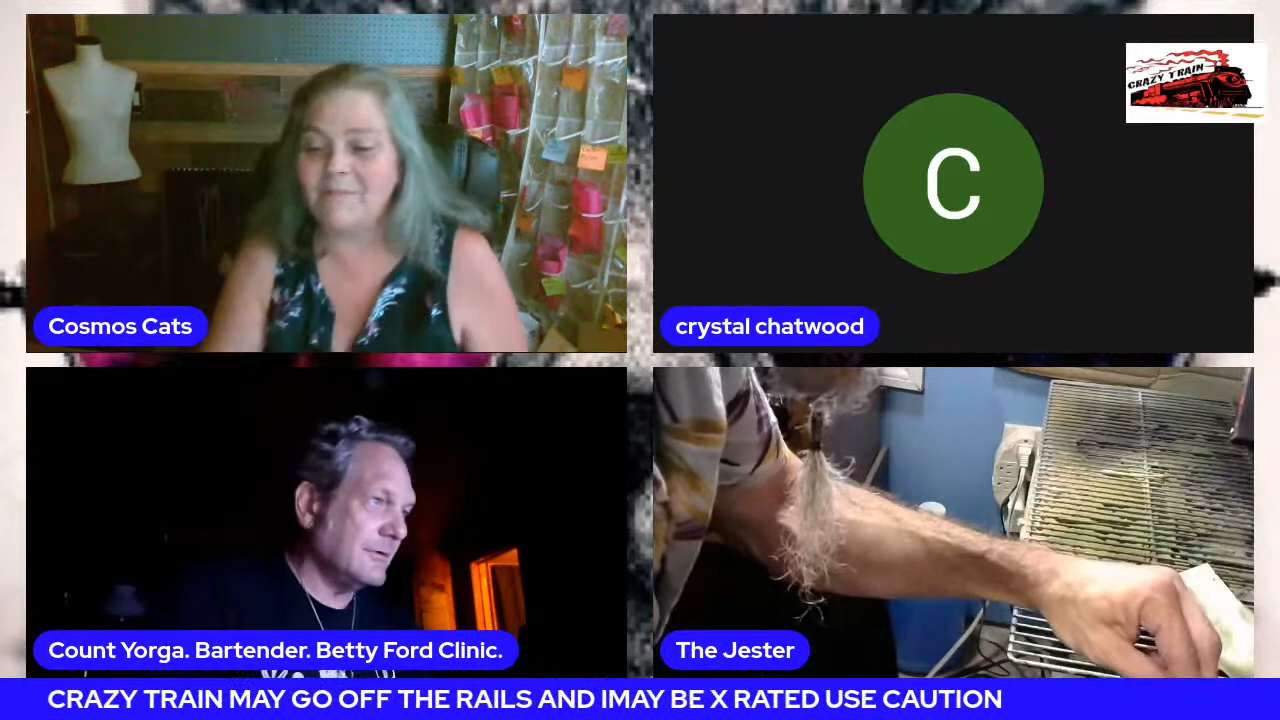 CRAZY TRAIN
C
Cosmos Cats
crystal chatwood
Count Yorga. Bartender. Betty Ford Clinic.
The Jester
CRAZY TRAIN MAY GO OFF THE RAILS AND IMAY BE X RATED USE CAUTION